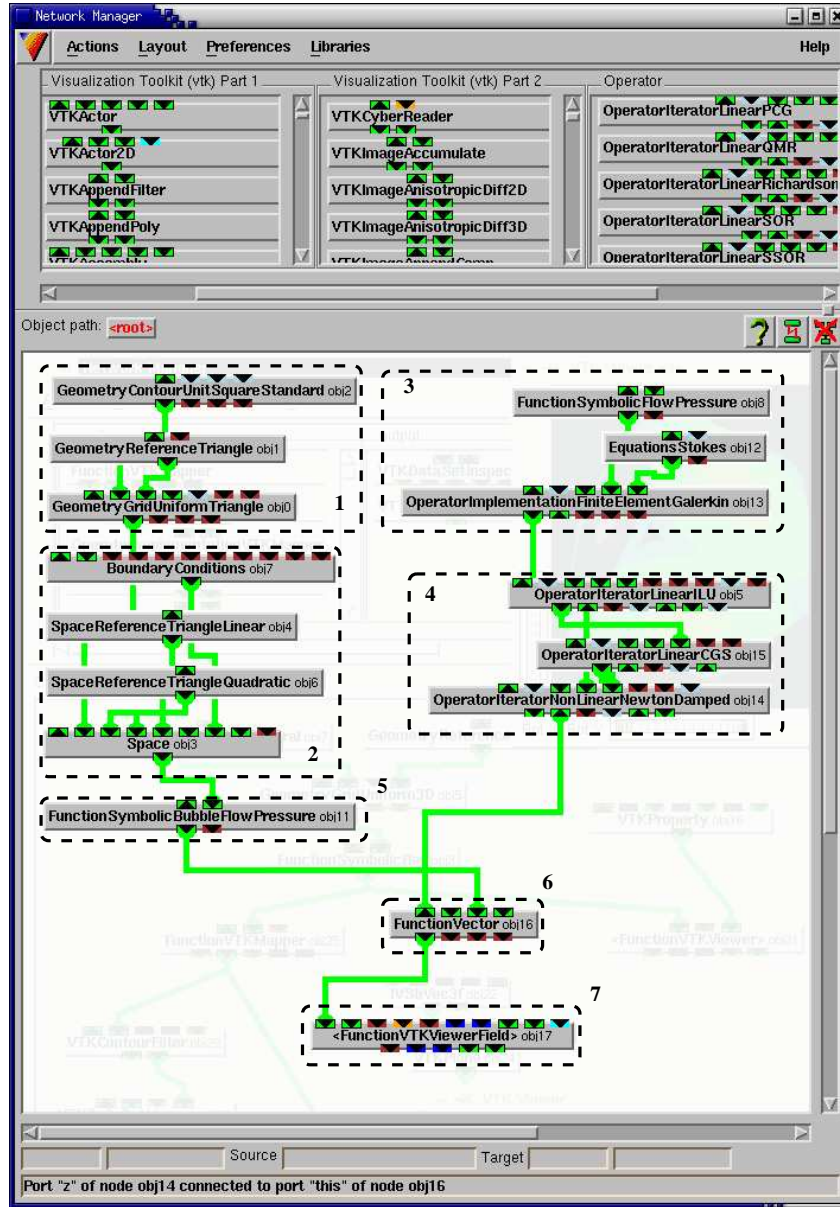 Network Manager
Actions Layout Preferences Libraries Help
Visualization Toolkit (vtk) Part 1
VTKActor
VTKActor2D
VTKAppendFilter
VTKAppendPoly
VTKAssembly
Visualization Toolkit (vtk) Part 2
VTKCyberReader
VTKImageAccumulate
VTKImageAnisotropicDiff2D
VTKImageAnisotropicDiff3D
VTKImageAppendComp
Operator
OperatorIteratorLinearPCG
OperatorIteratorLinearQMR
OperatorIteratorLinearRichardson
OperatorIteratorLinearSOR
OperatorIteratorLinearSSOR
Object path: <root>
GeometryContourUnitSquareStandard obj2
GeometryReferenceTriangle obj1
GeometryGridUniformTriangle obj0
1
BoundaryConditions obj7
SpaceReferenceTriangleLinear obj4
SpaceReferenceTriangleQuadratic obj6
Space obj3
2
3
FunctionSymbolicFlowPressure obj8
EquationsStokes obj12
OperatorImplementationFiniteElementGalerkin obj13
4
OperatorIteratorLinearILU obj5
OperatorIteratorLinearCGS obj15
OperatorIteratorNonLinearNewtonDamped obj14
5
FunctionSymbolicBubbleFlowPressure obj11
6
FunctionVector obj16
7
<FunctionVTKViewerField> obj17
Source Target
Port "z" of node obj14 connected to port "this" of node obj16